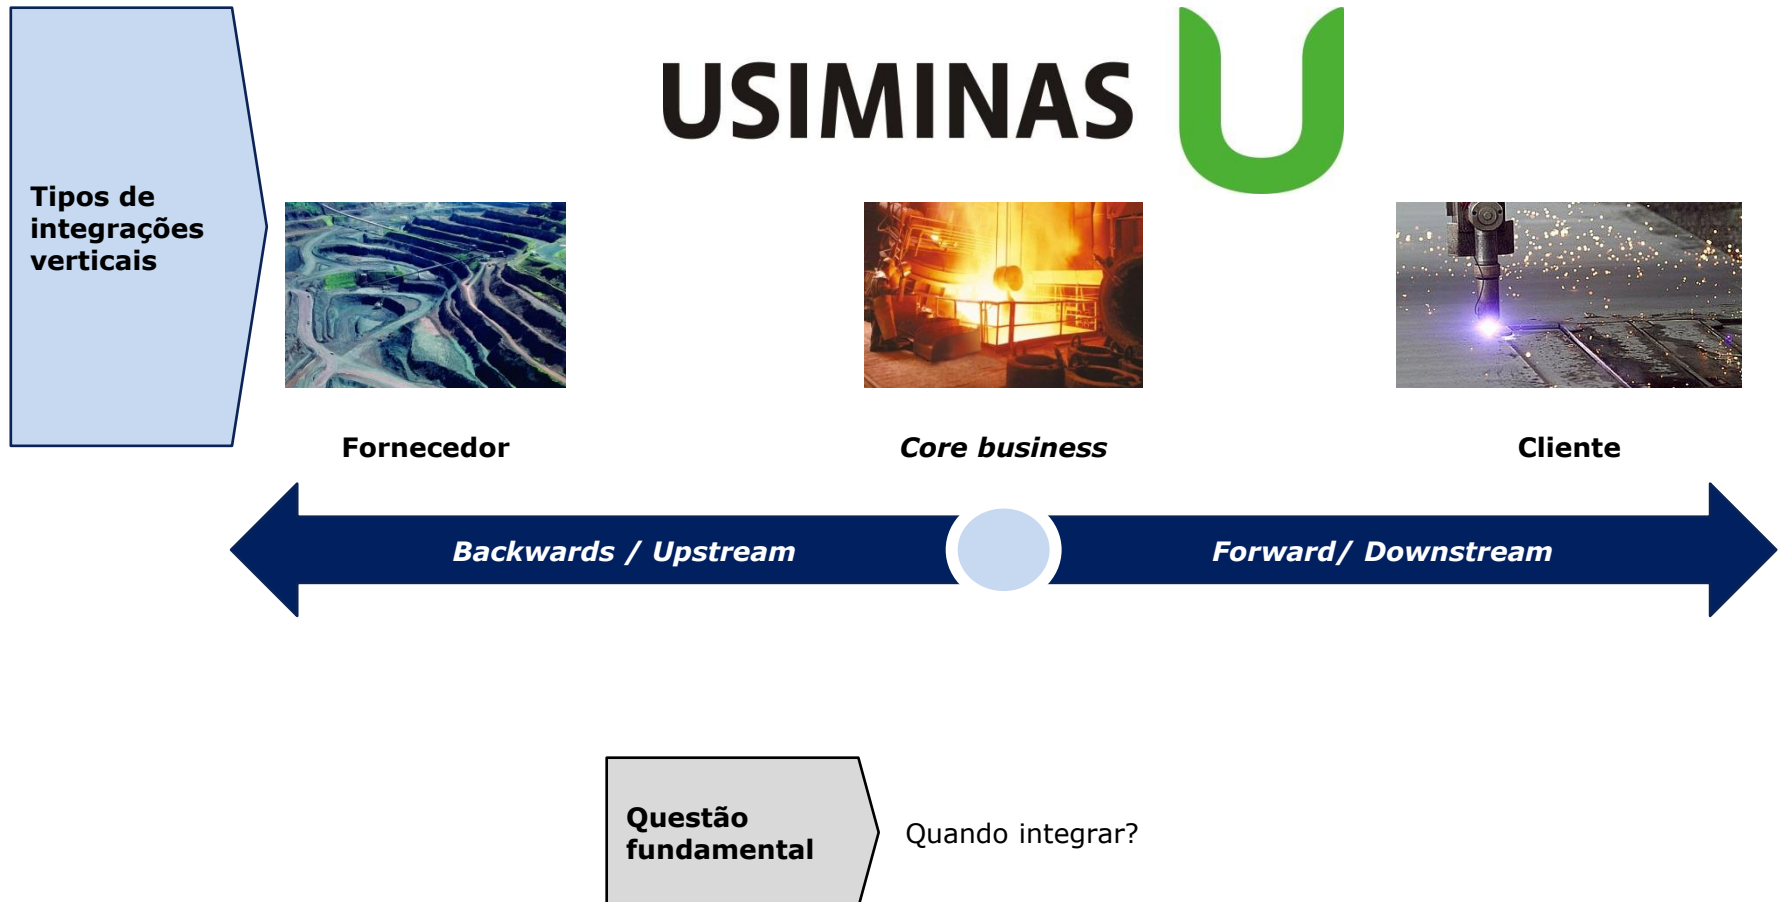 USIMINAS
Tipos de
integrações
verticais
Fornecedor
Core business
Cliente
Backwards / Upstream
Forward/ Downstream
Questão
fundamental
Quando integrar?